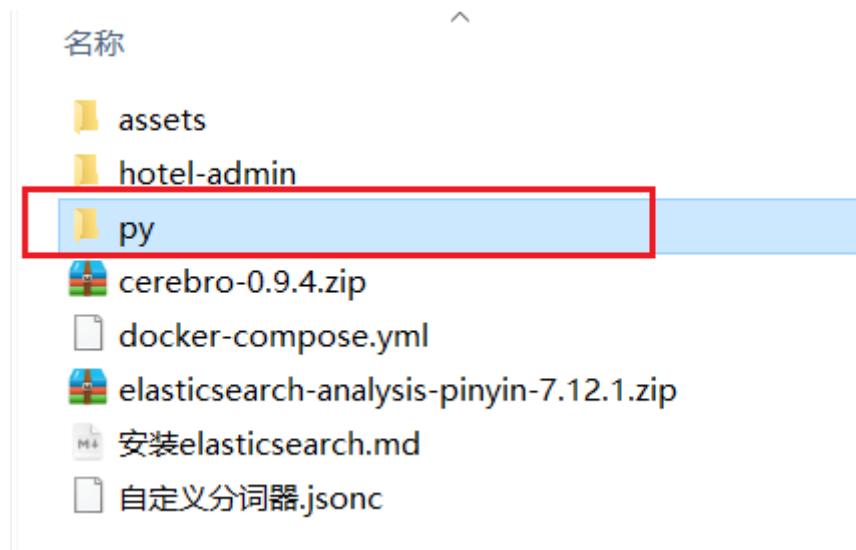 名称
assets
hotel-admin
py
cerebro-0.9.4.zip
docker-compose.yml
elasticsearch-analysis-pinyin-7.12.1.zip
M↓
安装elasticsearch.md
自定义分词器.jsonc